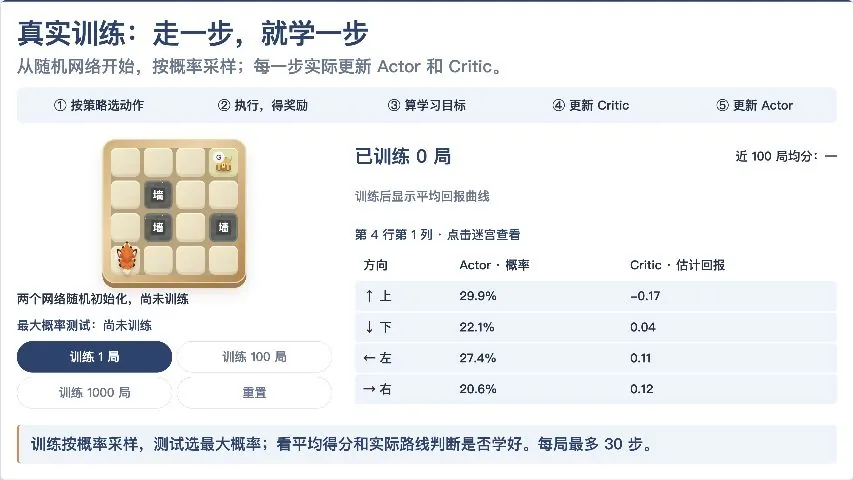 真实训练：走一步，就学一步
从随机网络开始，按概率采样；每一步实际更新 Actor 和 Critic。
① 按策略选动作 ② 执行，得奖励 ③ 算学习目标 ④ 更新 Critic ⑤ 更新 Actor
G
墙
墙 墙
两个网络随机初始化，尚未训练
最大概率测试：尚未训练
训练 1 局 训练 100 局
训练 1000 局 重置
已训练 0 局 近 100 局均分：—
训练后显示平均回报曲线
第 4 行第 1 列 · 点击迷宫查看
方向 Actor · 概率 Critic · 估计回报
↑ 上 29.9% −0.17
↓ 下 22.1% 0.04
← 左 27.4% 0.11
→ 右 20.6% 0.12
训练按概率采样，测试选最大概率；看平均得分和实际路线判断是否学好。每局最多 30 步。